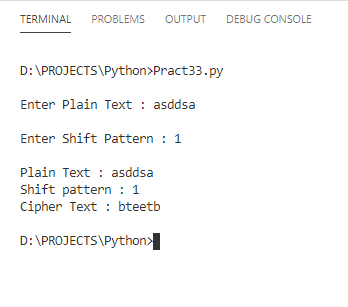 TERMINAL PROBLEMS OUTPUT DEBUG CONSOLE
D:\PROJECTS\Python>Pract33.py
Enter Plain Text : asddsa
Enter Shift Pattern : 1
Plain Text : asddsa
Shift pattern : 1
Cipher Text : bteetb
D:\PROJECTS\Python>